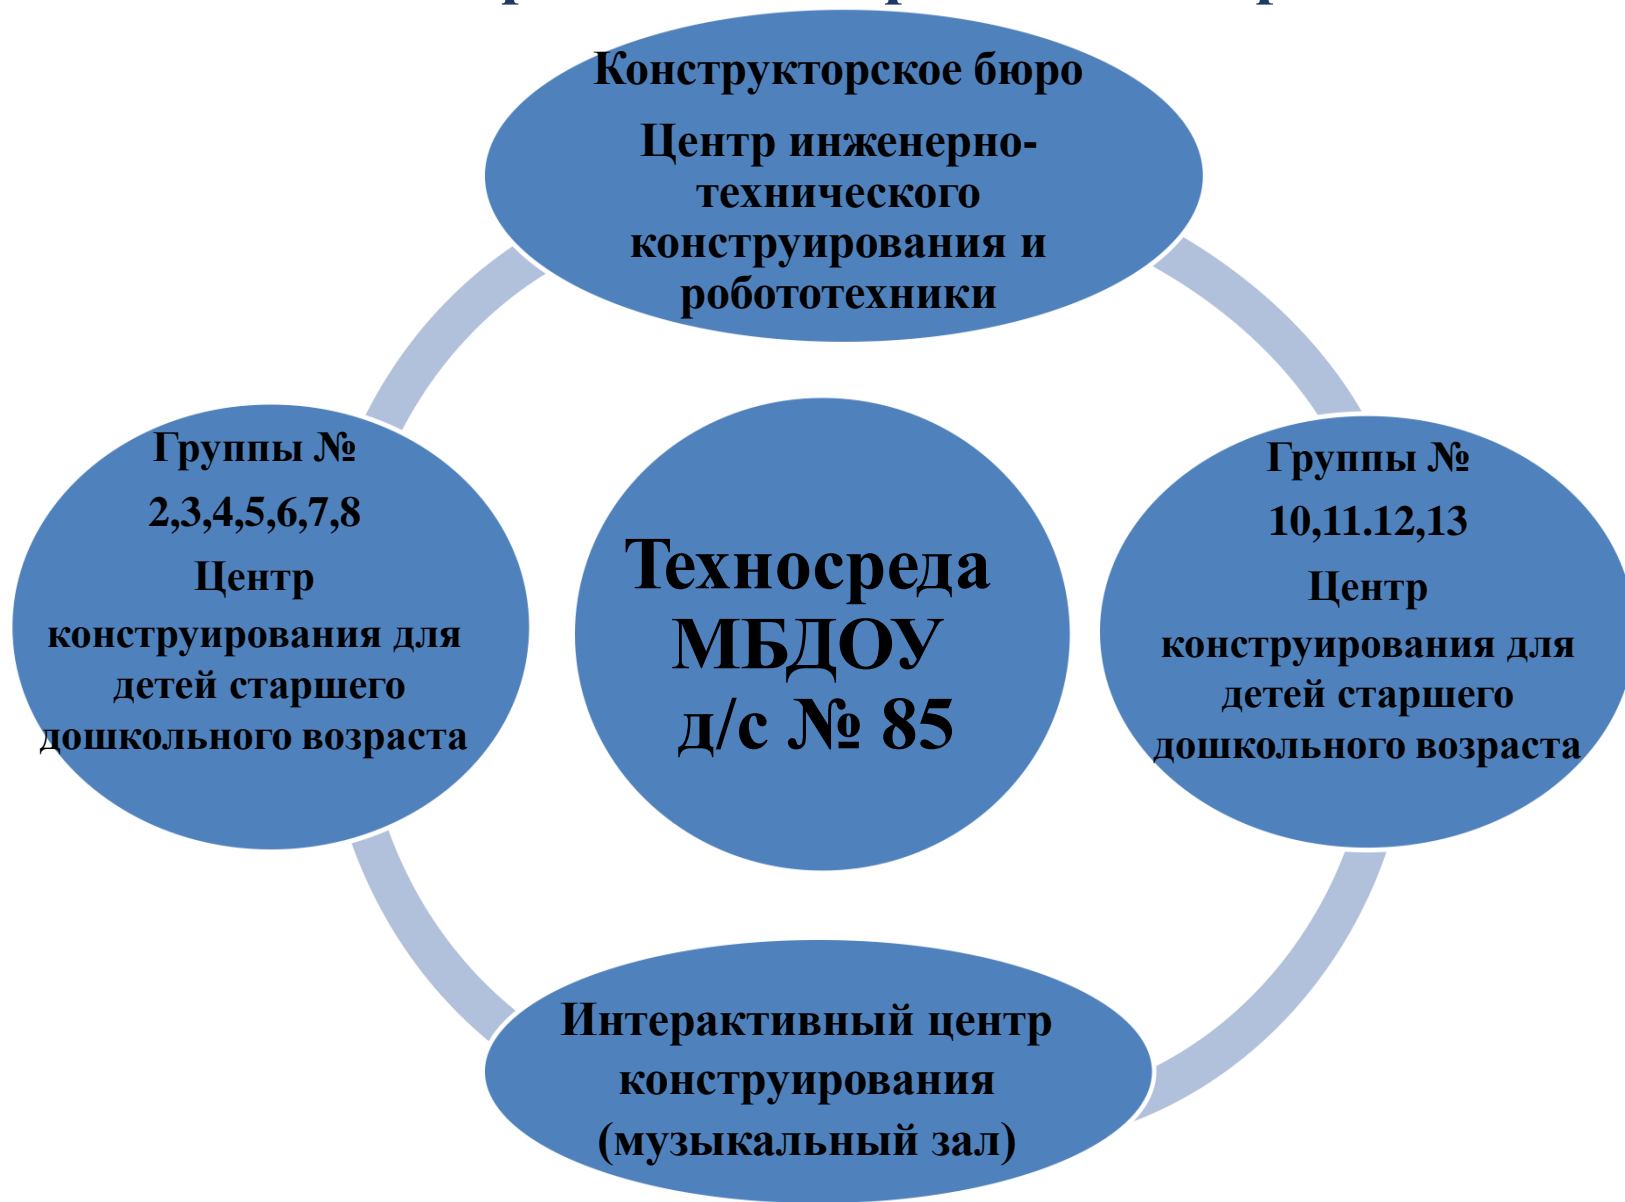 Конструкторское бюро
Центр инженерно-
технического
конструирования и
робототехники
Группы №
2,3,4,5,6,7,8
Центр
конструирования для
детей старшего
дошкольного возраста
Техносреда
МБДОУ
д/с № 85
Группы №
10,11.12,13
Центр
конструирования для
детей старшего
дошкольного возраста
Интерактивный центр
конструирования
(музыкальный зал)